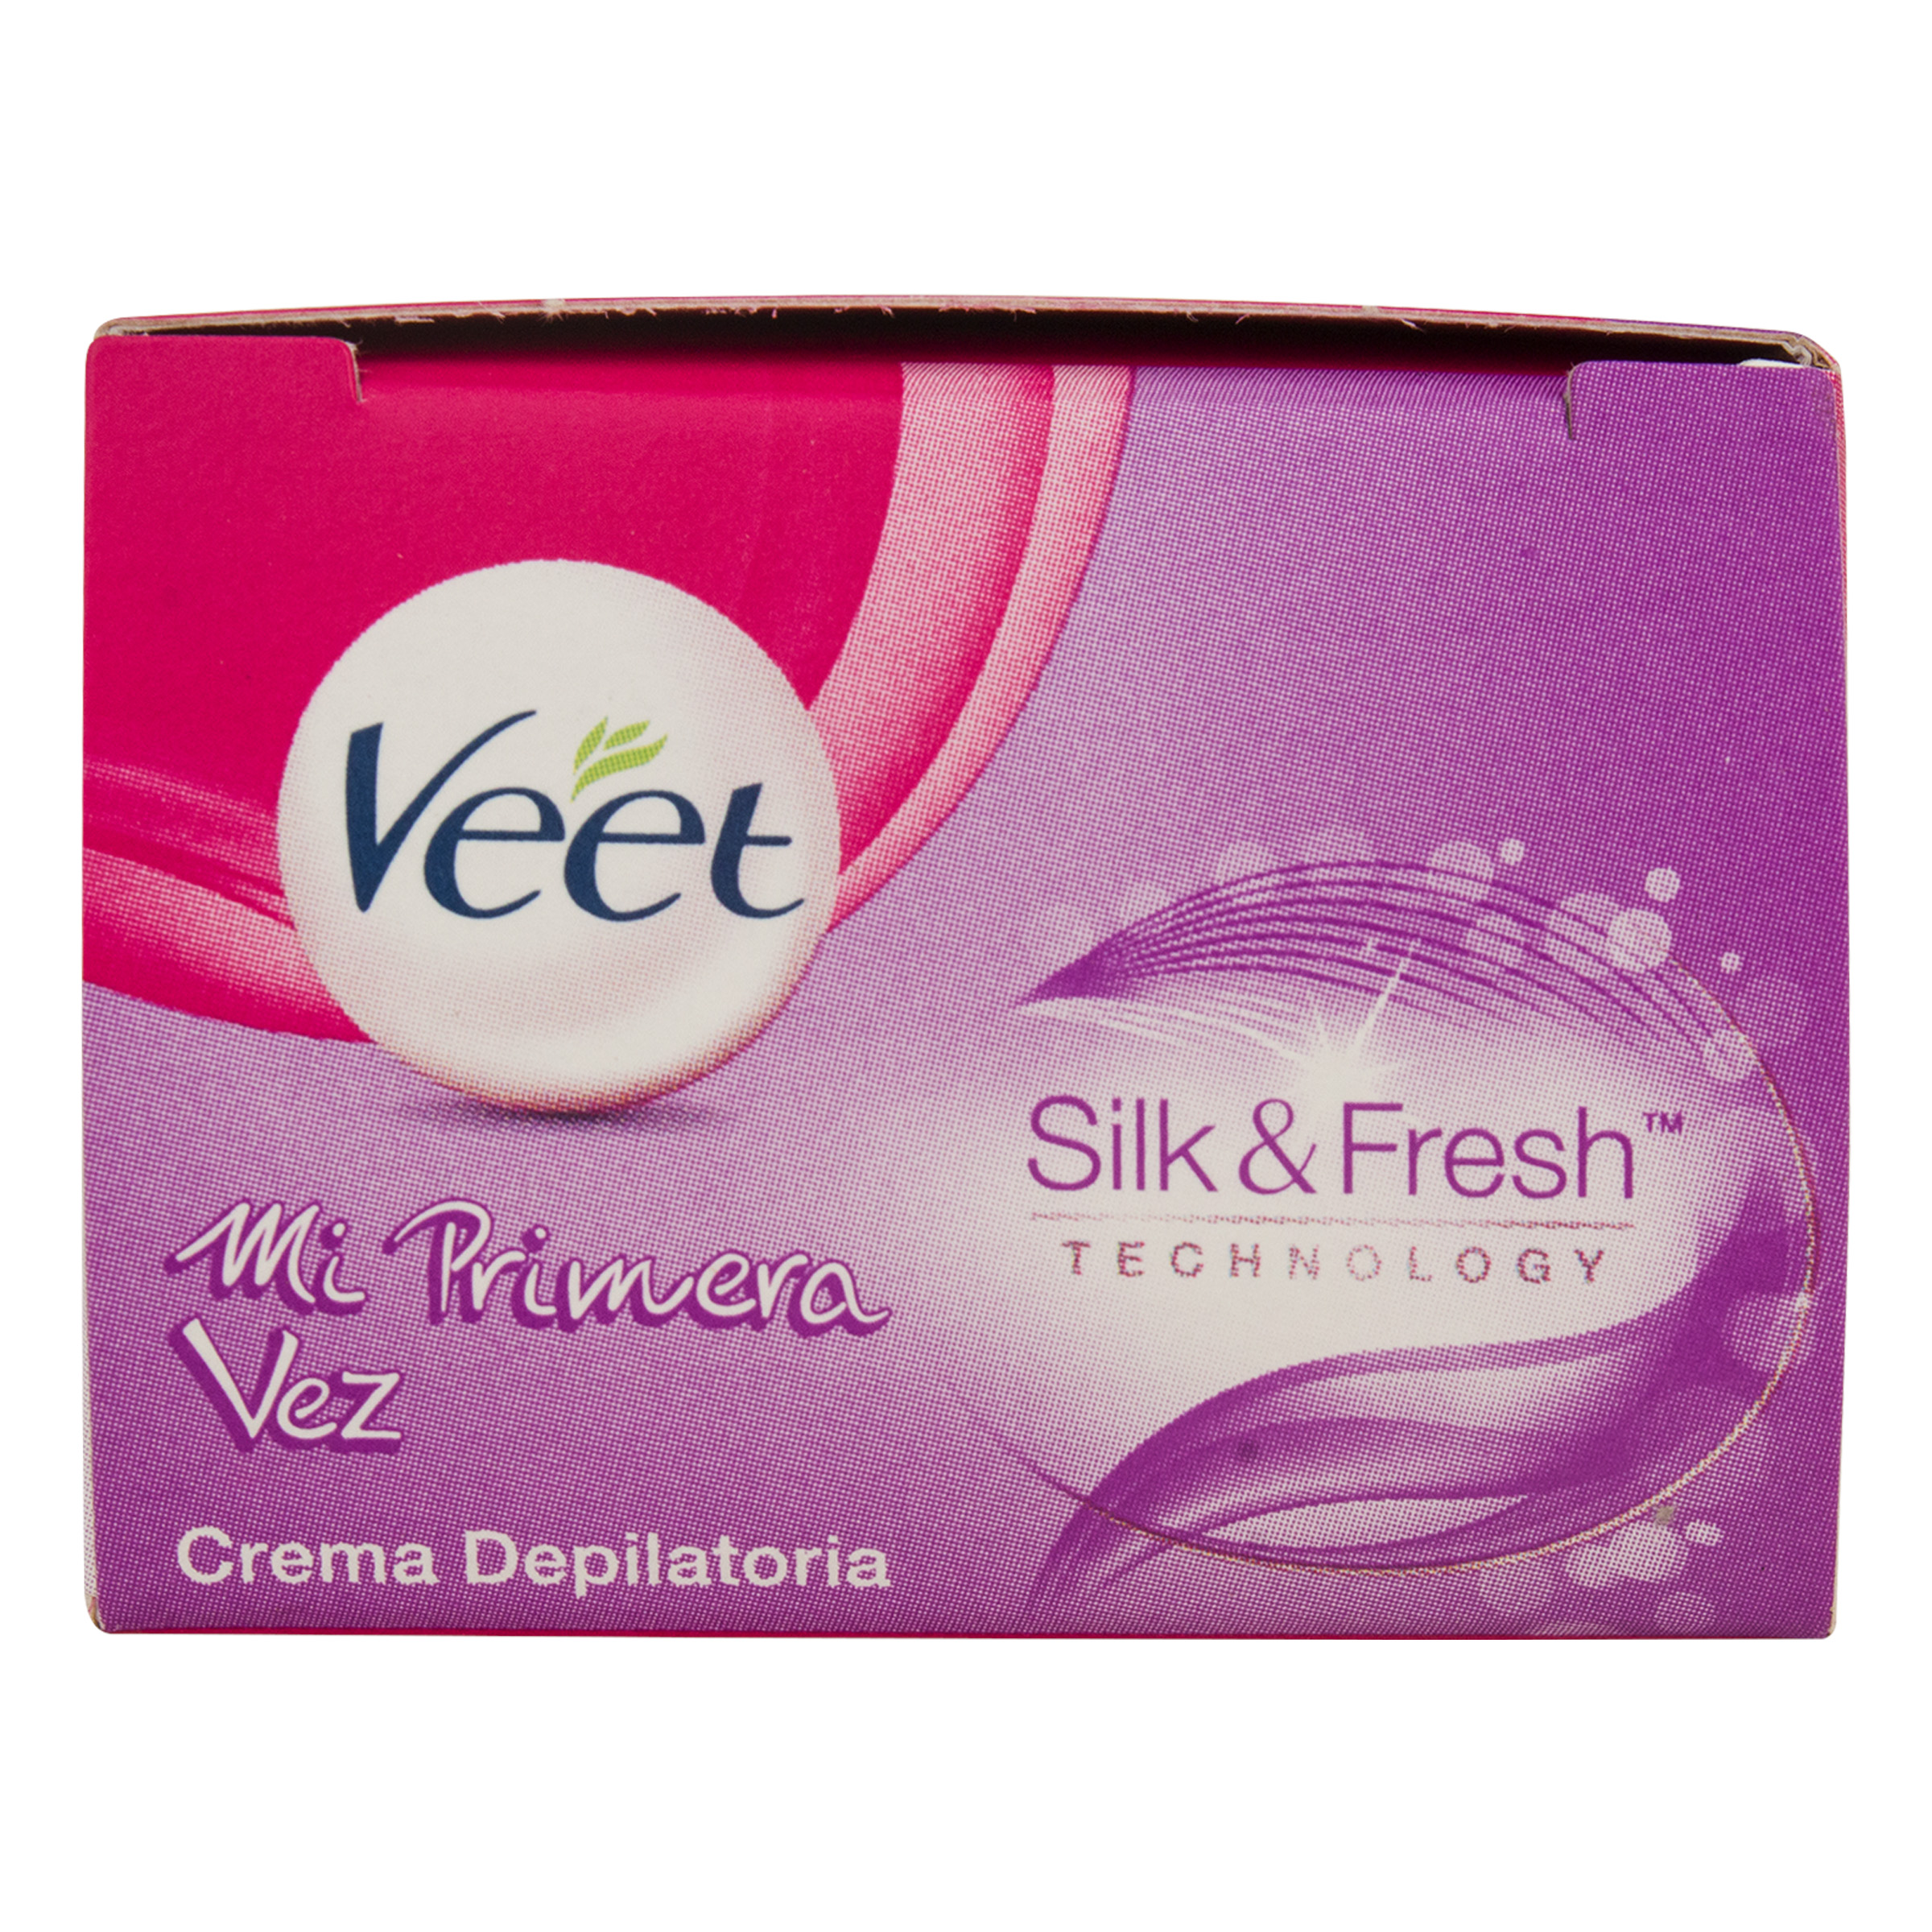 Veet
Mi Primera
Vez
Crema Depilatoria
Silk & Fresh™
TECHNOLOGY